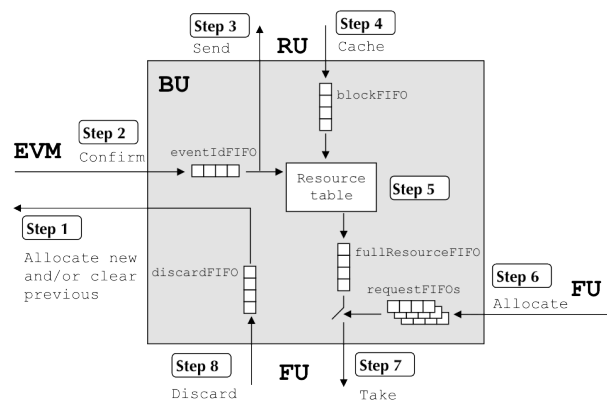 Step 3
Send
RU
Step 4
Cache
BU
blockFIFO
Step 2
Confirm
EVM
eventIdFIFO
Resource
table
Step 5
Step 1
Allocate new
and/or clear
previous
discardFIFO
fullResourceFIFO
requestFIFOs
Step 6
Allocate
FU
Step 8
Discard
FU
Step 7
Take